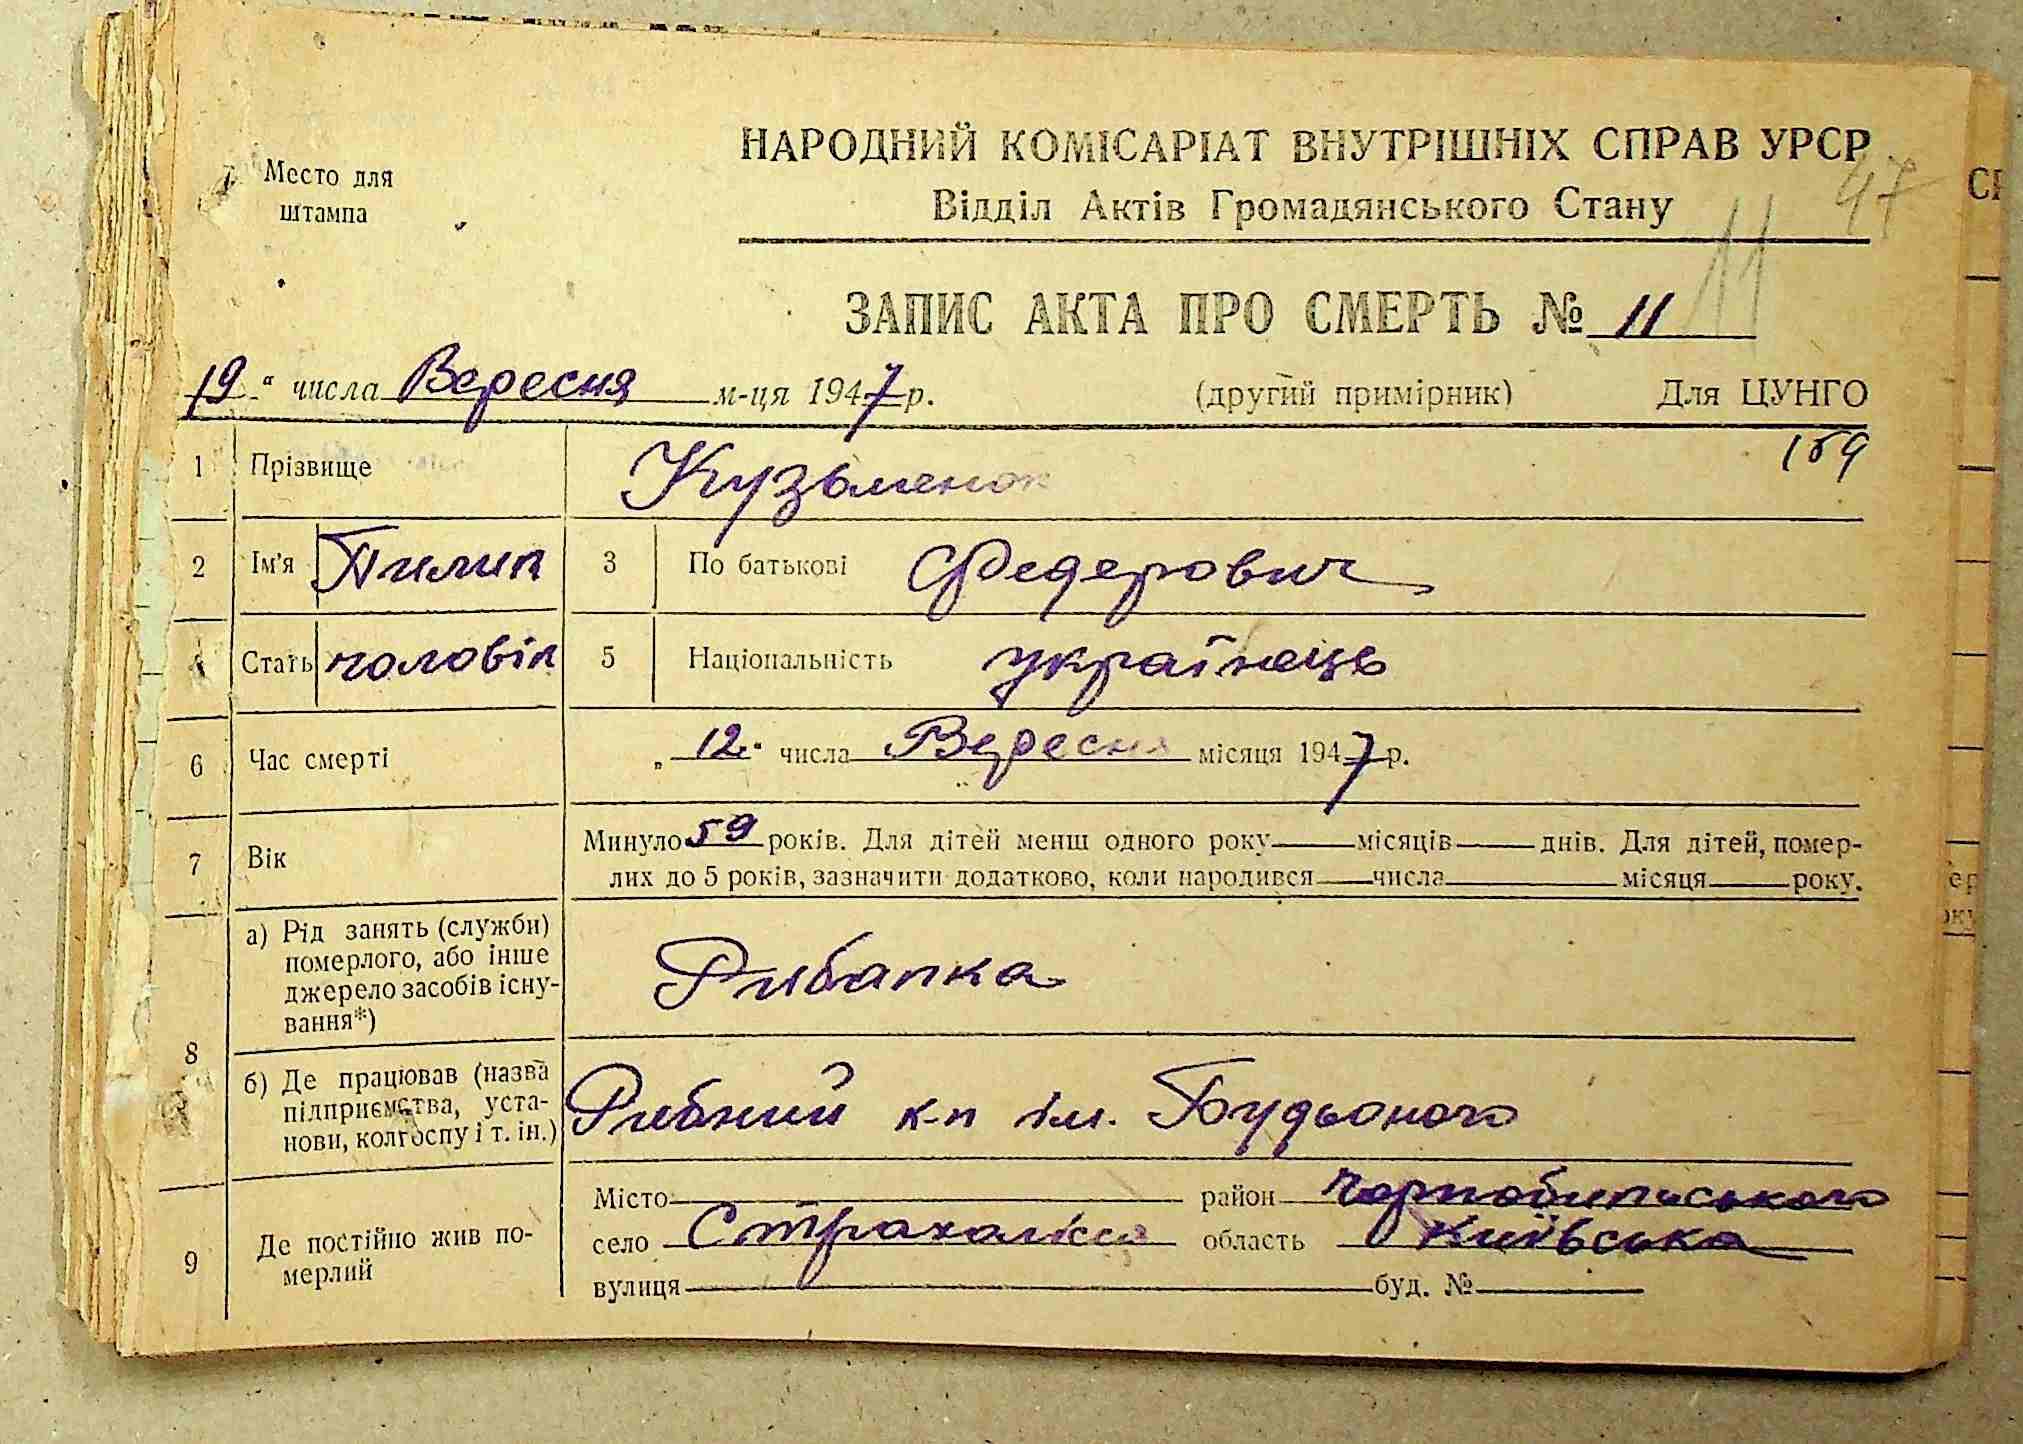 Место для
штампа
НАРОДНИЙ КОМІСАРІАТ ВНУТРІШНІХ СПРАВ УРСР
47
Відділ Актів Громадянського Стану
11
ЗАПИС АКТА ПРО СМЕРТЬ № 11
19 " числа Вересня м-ця 1947 р. (другий примірник) Для ЦУНГО
159
1 Прізвище Кузьменок
2 Ім'я Пилип 3 По батькові Федерович
4 Стать чоловік 5 Національність українець
6 Час смерті „ 12 " числа Вересня місяця 1947 р.
7 Вік Минуло 59 років. Для дітей менш одного року місяців днів. Для дітей, помер-
лих до 5 років, зазначити додатково, коли народився числа місяця року.
8 а) Рід занять (служби)
померлого, або інше
джерело засобів існу-
вання*)
Рибалка
б) Де працював (назва
підприємства, уста-
нови, колгоспу і т. ін.)
Рибний к-п ім. Будьоного
9 Де постійно жив по-
мерлий
Місто район Чорнобильського
село Страхолісся область Київська
вулиця буд. №